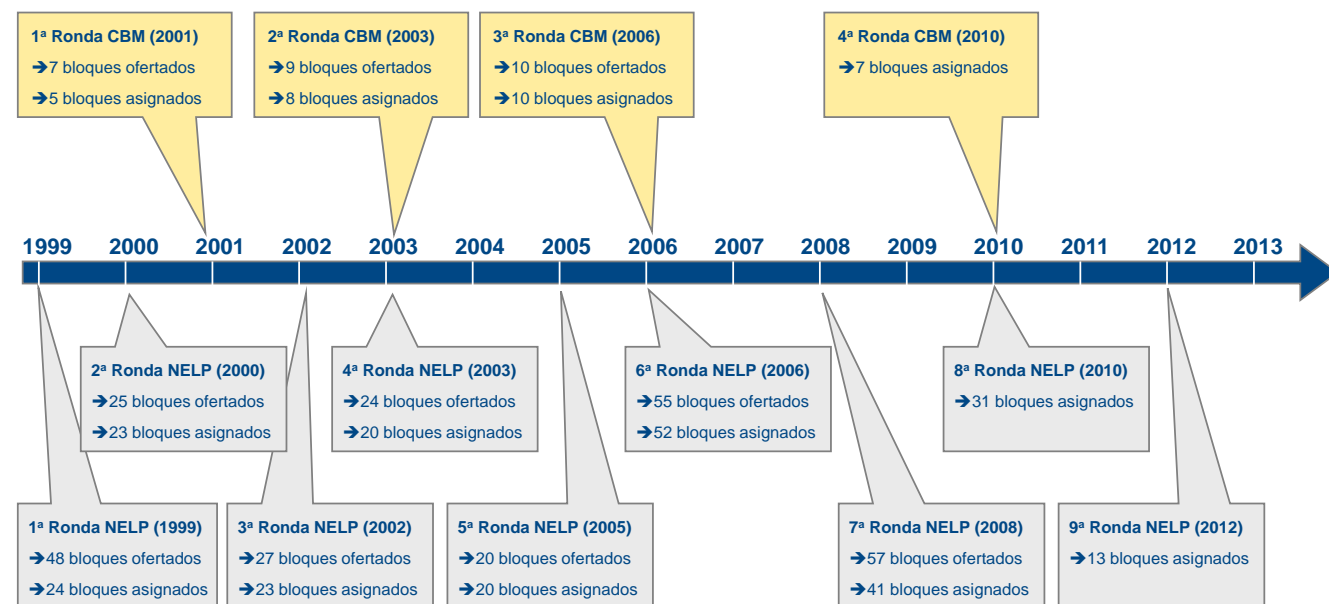 1ª Ronda CBM (2001)
➔7 bloques ofertados
➔5 bloques asignados
2ª Ronda CBM (2003)
➔9 bloques ofertados
➔8 bloques asignados
3ª Ronda CBM (2006)
➔10 bloques ofertados
➔10 bloques asignados
4ª Ronda CBM (2010)
➔7 bloques asignados
1999 2000 2001 2002 2003 2004 2005 2006 2007 2008 2009 2010 2011 2012 2013
2ª Ronda NELP (2000)
➔25 bloques ofertados
➔23 bloques asignados
4ª Ronda NELP (2003)
➔24 bloques ofertados
➔20 bloques asignados
6ª Ronda NELP (2006)
➔55 bloques ofertados
➔52 bloques asignados
8ª Ronda NELP (2010)
➔31 bloques asignados
1ª Ronda NELP (1999)
➔48 bloques ofertados
➔24 bloques asignados
3ª Ronda NELP (2002)
➔27 bloques ofertados
➔23 bloques asignados
5ª Ronda NELP (2005)
➔20 bloques ofertados
➔20 bloques asignados
7ª Ronda NELP (2008)
➔57 bloques ofertados
➔41 bloques asignados
9ª Ronda NELP (2012)
➔13 bloques asignados